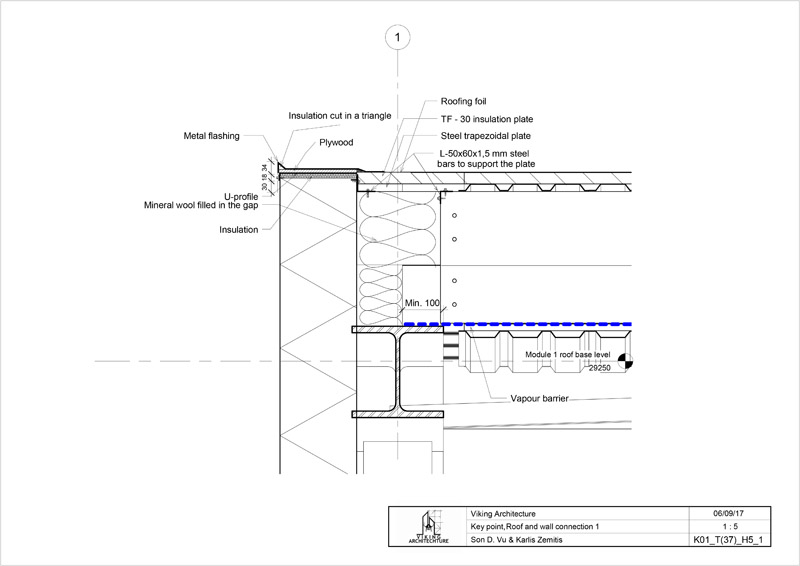 1
Roofing foil
Insulation cut in a triangle
TF - 30 insulation plate
Metal flashing
Plywood
Steel trapezoidal plate
L-50x60x1,5 mm steel
bars to support the plate
34
18
30
U-profile
Mineral wool filled in the gap
Insulation
Min. 100
Module 1 roof base level
29250
Vapour barrier
Viking Architecture
06/09/17
Key point,Roof and wall connection 1
1 : 5
Son D. Vu & Karlis Zemitis
K01_T(37)_H5_1
VIKING
ARCHITECHTURE